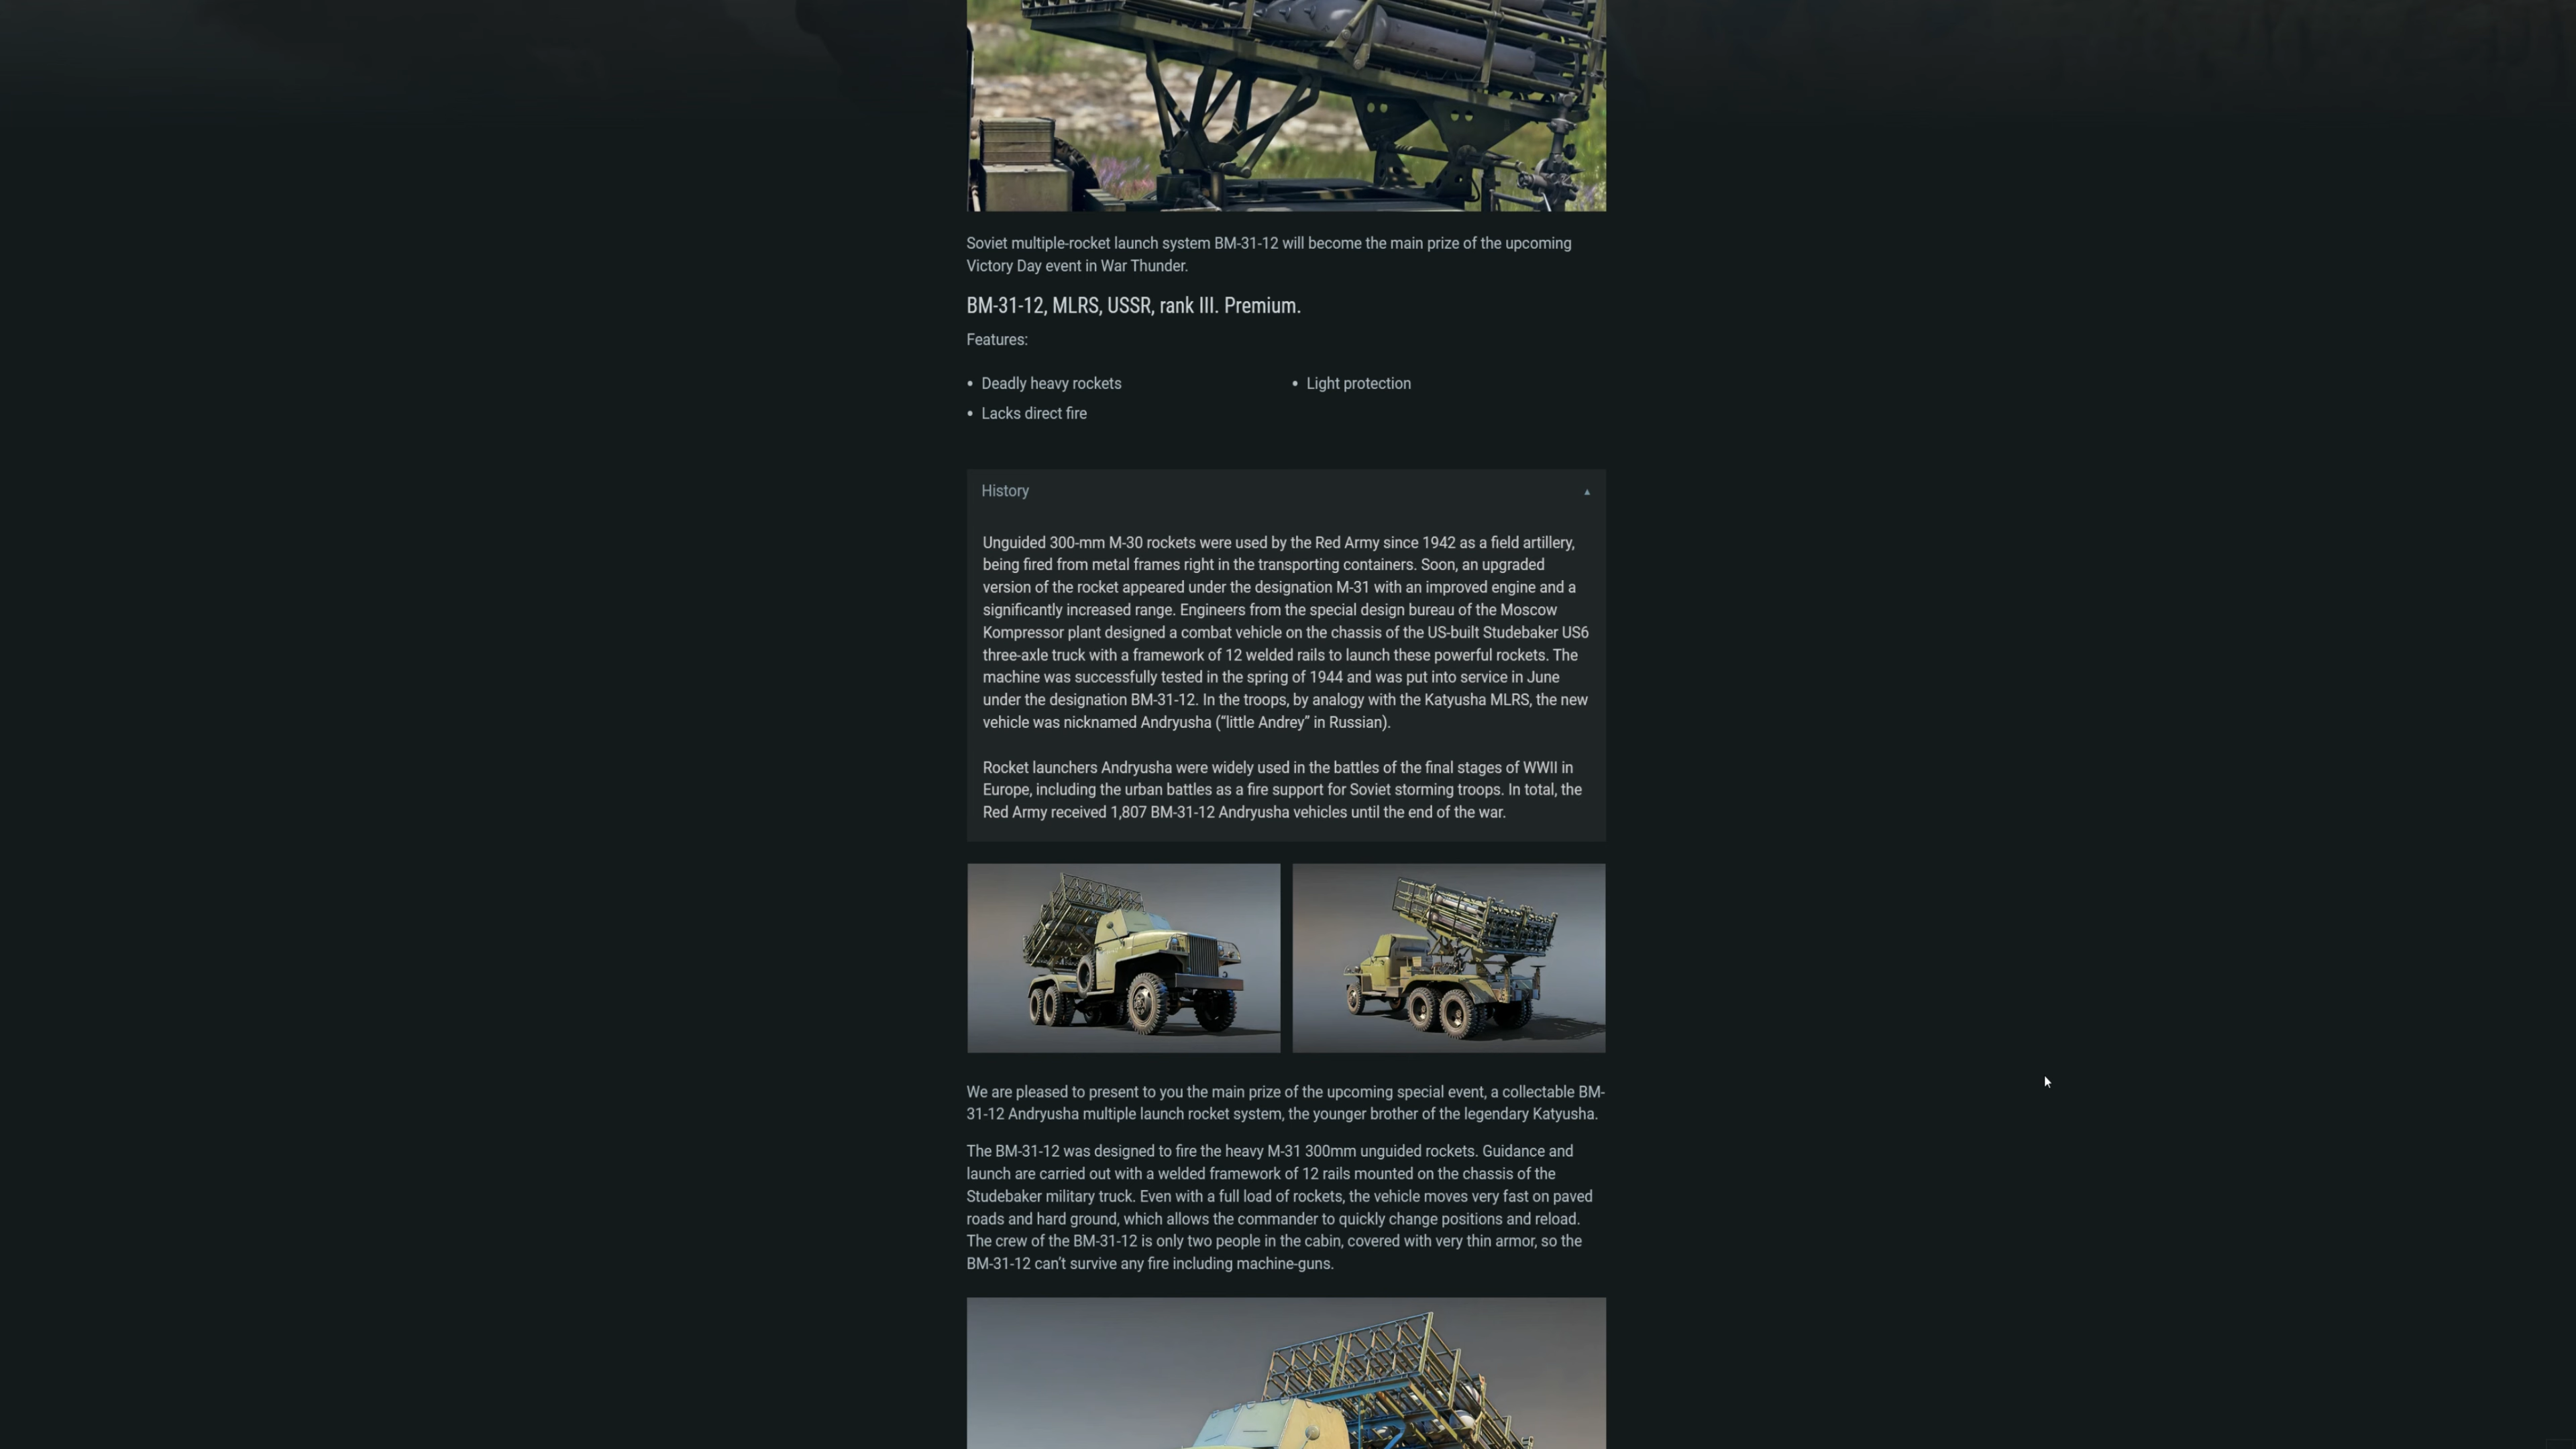 Soviet multiple-rocket launch system BM-31-12 will become the main prize of the upcoming
Victory Day event in War Thunder.
BM-31-12, MLRS, USSR, rank III. Premium.
Features:
• Deadly heavy rockets
• Light protection
• Lacks direct fire
History ▲
Unguided 300-mm M-30 rockets were used by the Red Army since 1942 as a field artillery,
being fired from metal frames right in the transporting containers. Soon, an upgraded
version of the rocket appeared under the designation M-31 with an improved engine and a
significantly increased range. Engineers from the special design bureau of the Moscow
Kompressor plant designed a combat vehicle on the chassis of the US-built Studebaker US6
three-axle truck with a framework of 12 welded rails to launch these powerful rockets. The
machine was successfully tested in the spring of 1944 and was put into service in June
under the designation BM-31-12. In the troops, by analogy with the Katyusha MLRS, the new
vehicle was nicknamed Andryusha (“little Andrey” in Russian).
Rocket launchers Andryusha were widely used in the battles of the final stages of WWII in
Europe, including the urban battles as a fire support for Soviet storming troops. In total, the
Red Army received 1,807 BM-31-12 Andryusha vehicles until the end of the war.
We are pleased to present to you the main prize of the upcoming special event, a collectable BM-
31-12 Andryusha multiple launch rocket system, the younger brother of the legendary Katyusha.
The BM-31-12 was designed to fire the heavy M-31 300mm unguided rockets. Guidance and
launch are carried out with a welded framework of 12 rails mounted on the chassis of the
Studebaker military truck. Even with a full load of rockets, the vehicle moves very fast on paved
roads and hard ground, which allows the commander to quickly change positions and reload.
The crew of the BM-31-12 is only two people in the cabin, covered with very thin armor, so the
BM-31-12 can’t survive any fire including machine-guns.